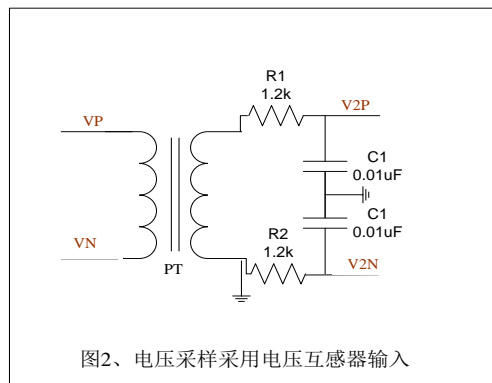 R1
1.2k
V2P
VP
C1
0.01uF
C1
0.01uF
R2
1.2k
VN
PT
V2N
图2、电压采样采用电压互感器输入